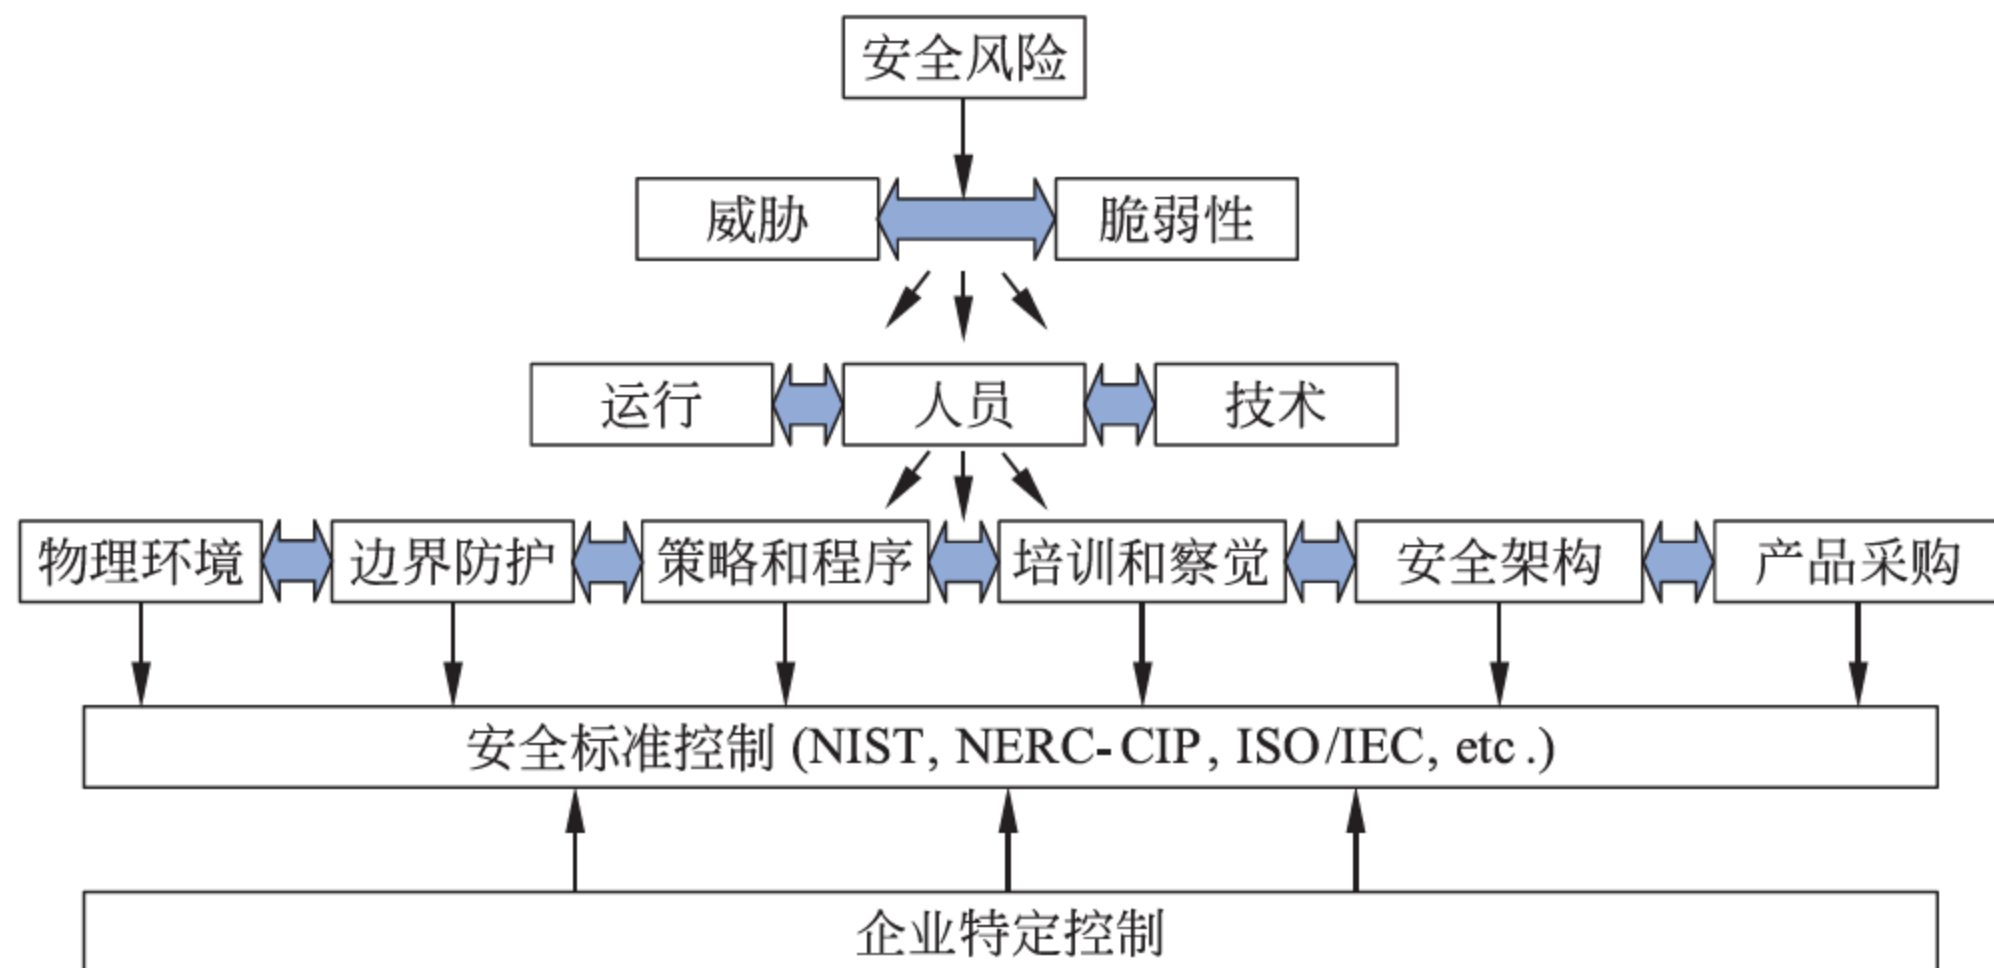 安全风险
威胁
脆弱性
运行
人员
技术
物理环境
边界防护
策略和程序
培训和察觉
安全架构
产品采购
安全标准控制 (NIST, NERC-CIP, ISO/IEC, etc.)
企业特定控制